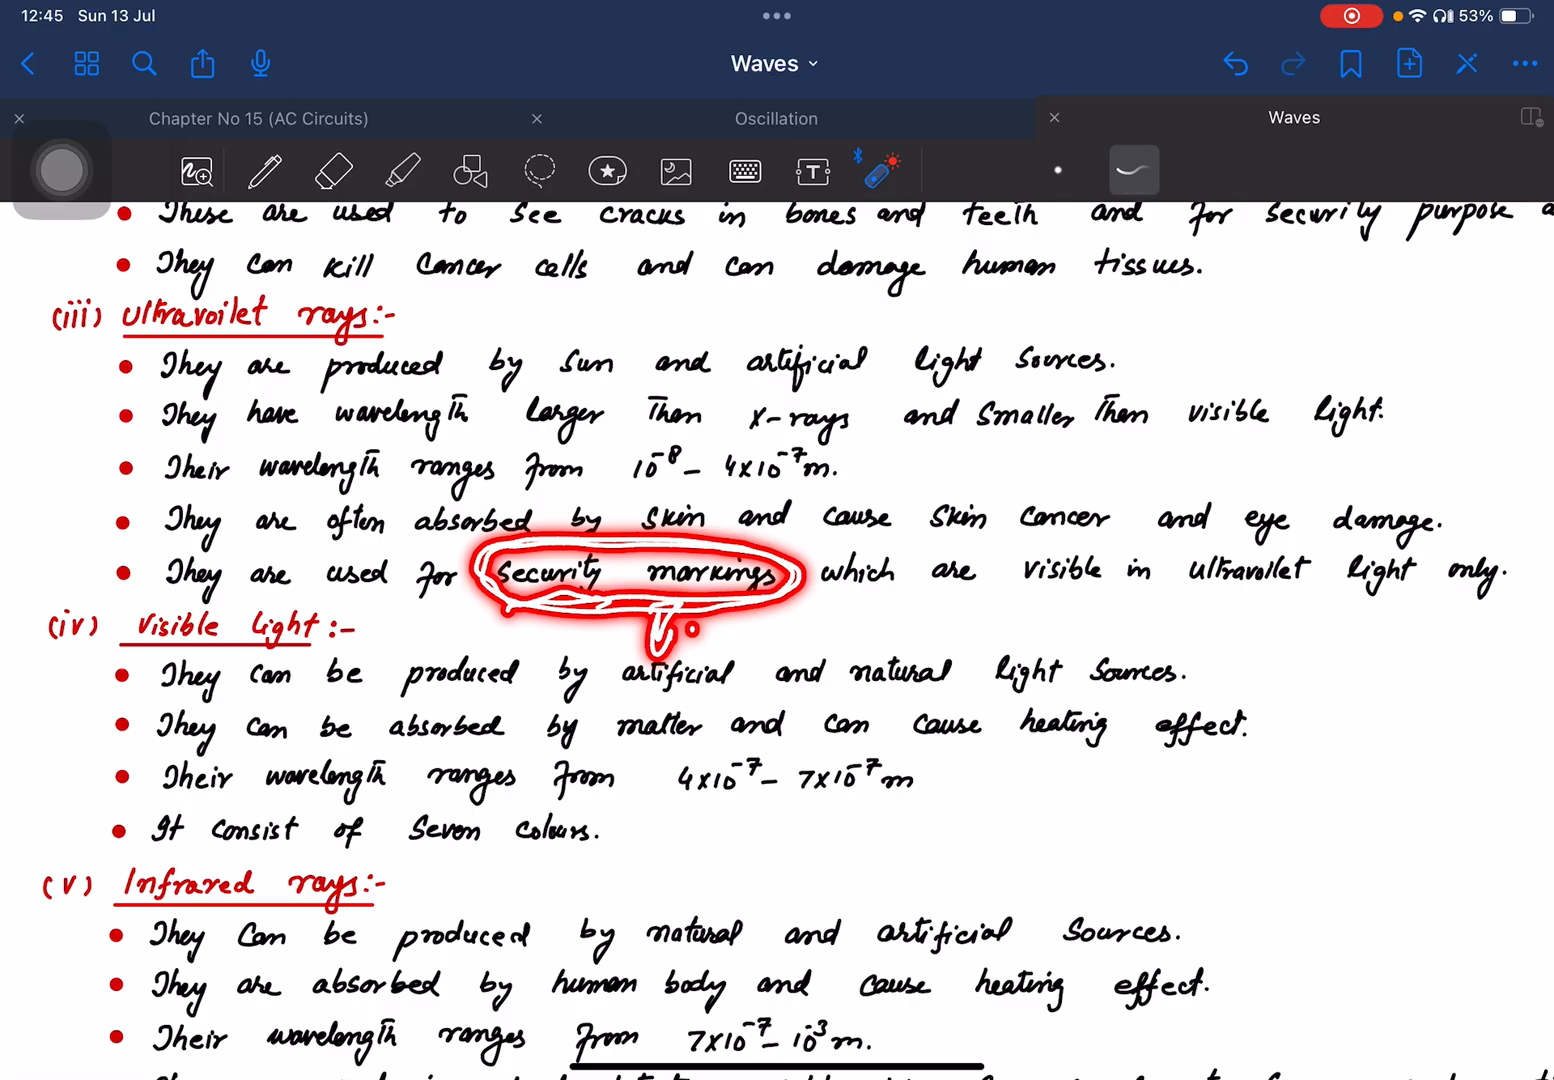 12:45 Sun 13 Jul
53%
Waves
Chapter No 15 (AC Circuits)
Oscillation
Waves
These are used to see cracks in bones and teeth and for security purpose a
They can kill cancer cells and can damage human tissues.
(iii) Ultravoilet rays:-
They are produced by Sun and artificial light sources.
They have wavelength larger than x-rays and smaller than visible light.
Their wavelength ranges from 10⁻⁸ - 4x10⁻⁷m.
They are often absorbed by skin and cause skin cancer and eye damage.
They are used for security markings which are visible in ultravoilet light only.
(iv) visible light:-
They can be produced by artificial and natural light sources.
They can be absorbed by matter and can cause heating effect.
Their wavelength ranges from 4x10⁻⁷ - 7x10⁻⁷m
It consist of seven colours.
(v) Infrared rays:-
They can be produced by natural and artificial sources.
They are absorbed by human body and cause heating effect.
Their wavelength ranges from 7x10⁻⁷ - 10⁻³m.